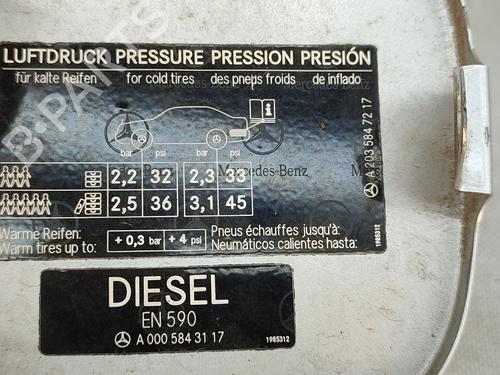 LUFTDRUCK PRESSURE PRESSION PRESIÓN
für kalte Reifen for cold tires des pneps froids de inflado
i
bar psi bar psi
2,2 32 2,3 33
2,5 36 3,1 45
Mercedes-Benz
Warme Reifen:
Warm tires up to:
+ 0,3 bar + 4 psi
Pneus échauffes jusqu'à:
Neumáticos calientes hasta:
A 203 584 72 17
1985312
DIESEL
EN 590
A 000 584 31 17
1985312
B-PARTS